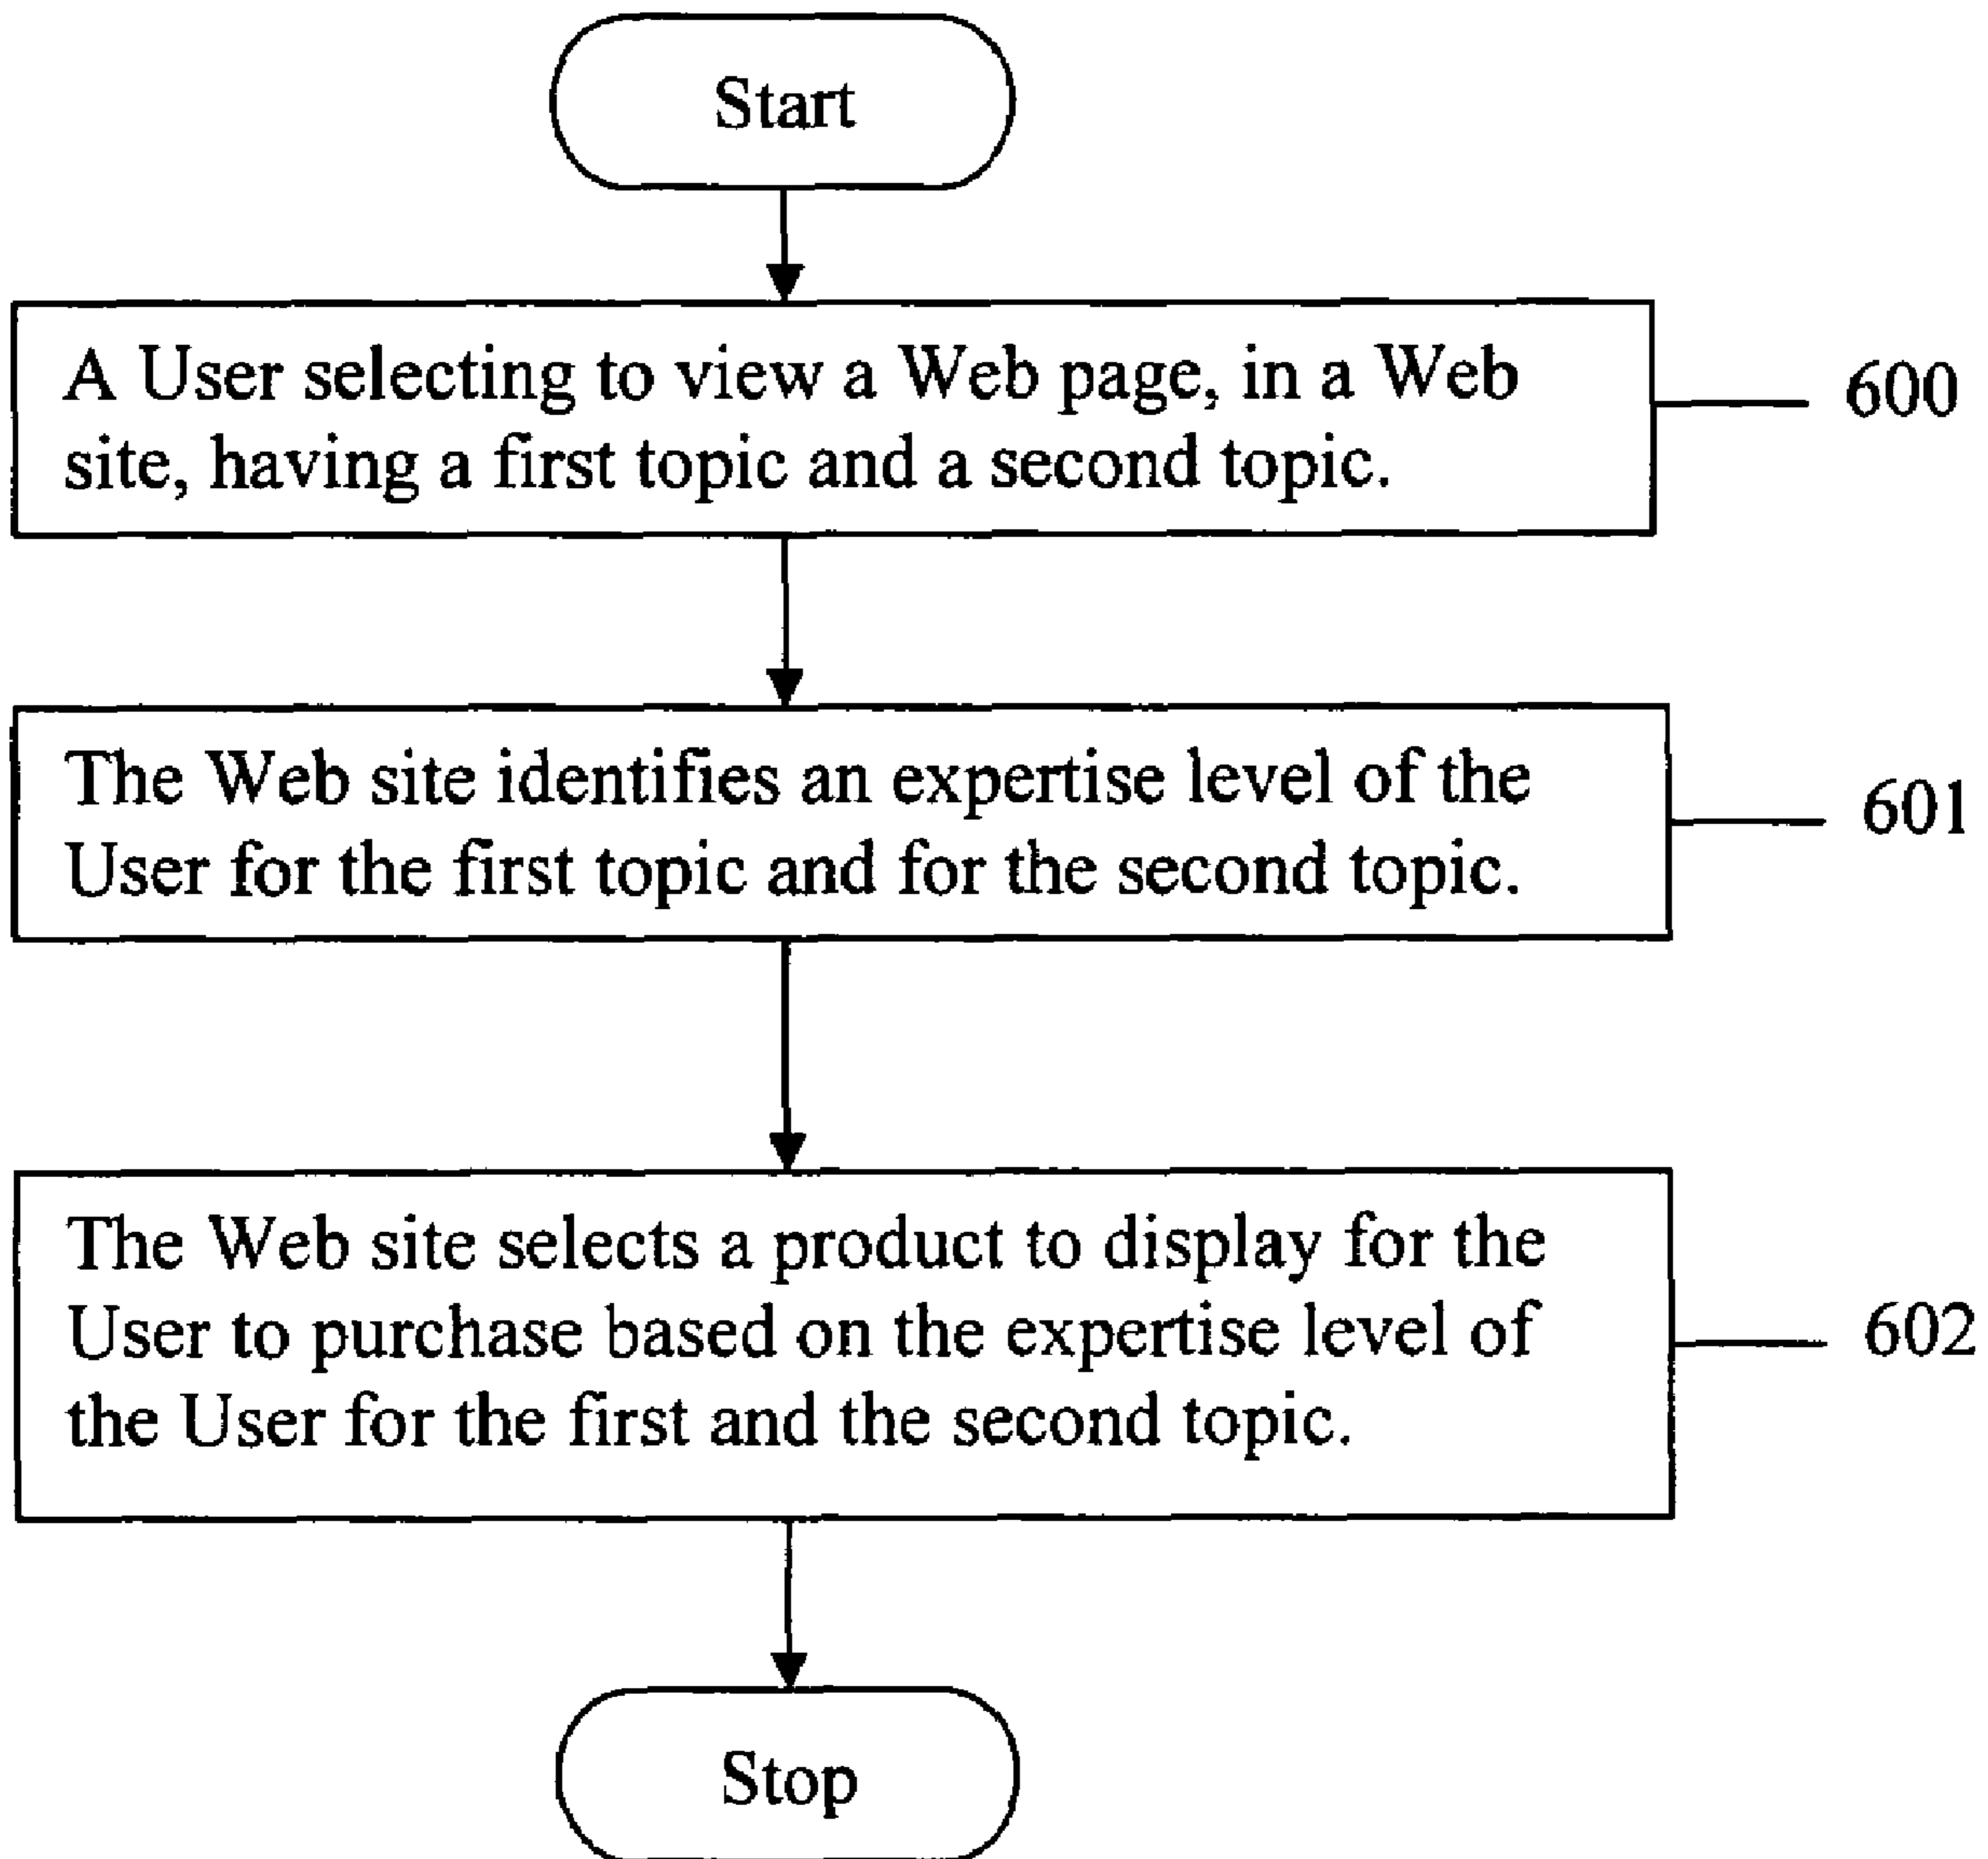 Start
A User selecting to view a Web page, in a Web
site, having a first topic and a second topic.
600
The Web site identifies an expertise level of the
User for the first topic and for the second topic.
601
The Web site selects a product to display for the
User to purchase based on the expertise level of
the User for the first and the second topic.
602
Stop